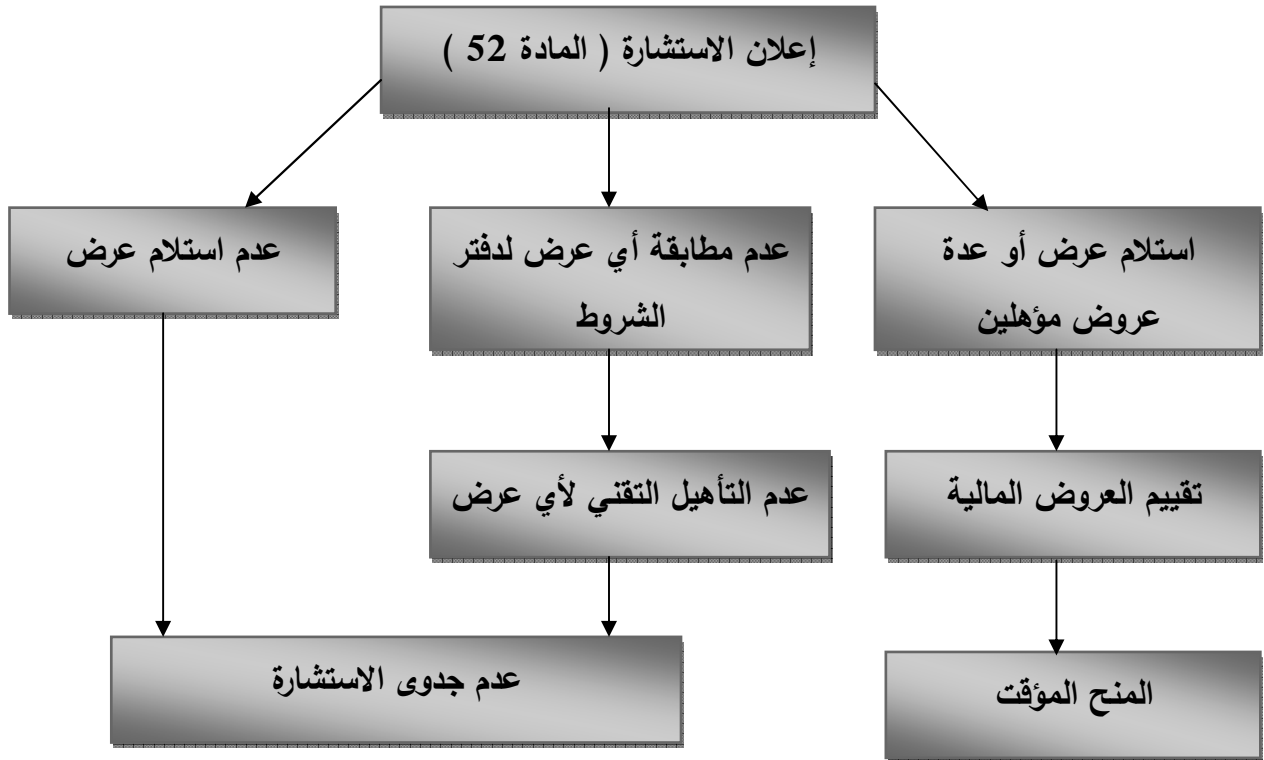 إعلان الاستشارة ( المادة 52 )
استلام عرض أو عدة
عروض مؤهلين
عدم مطابقة أي عرض لدفتر
الشروط
عدم استلام عرض
تقييم العروض المالية
عدم التأهيل التقني لأي عرض
المنح المؤقت
عدم جدوى الاستشارة